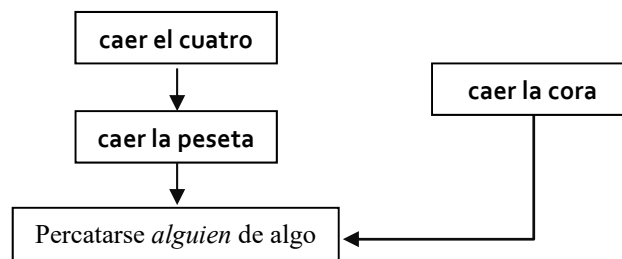 caer el cuatro
caer la cora
caer la peseta
Percatarse alguien de algo